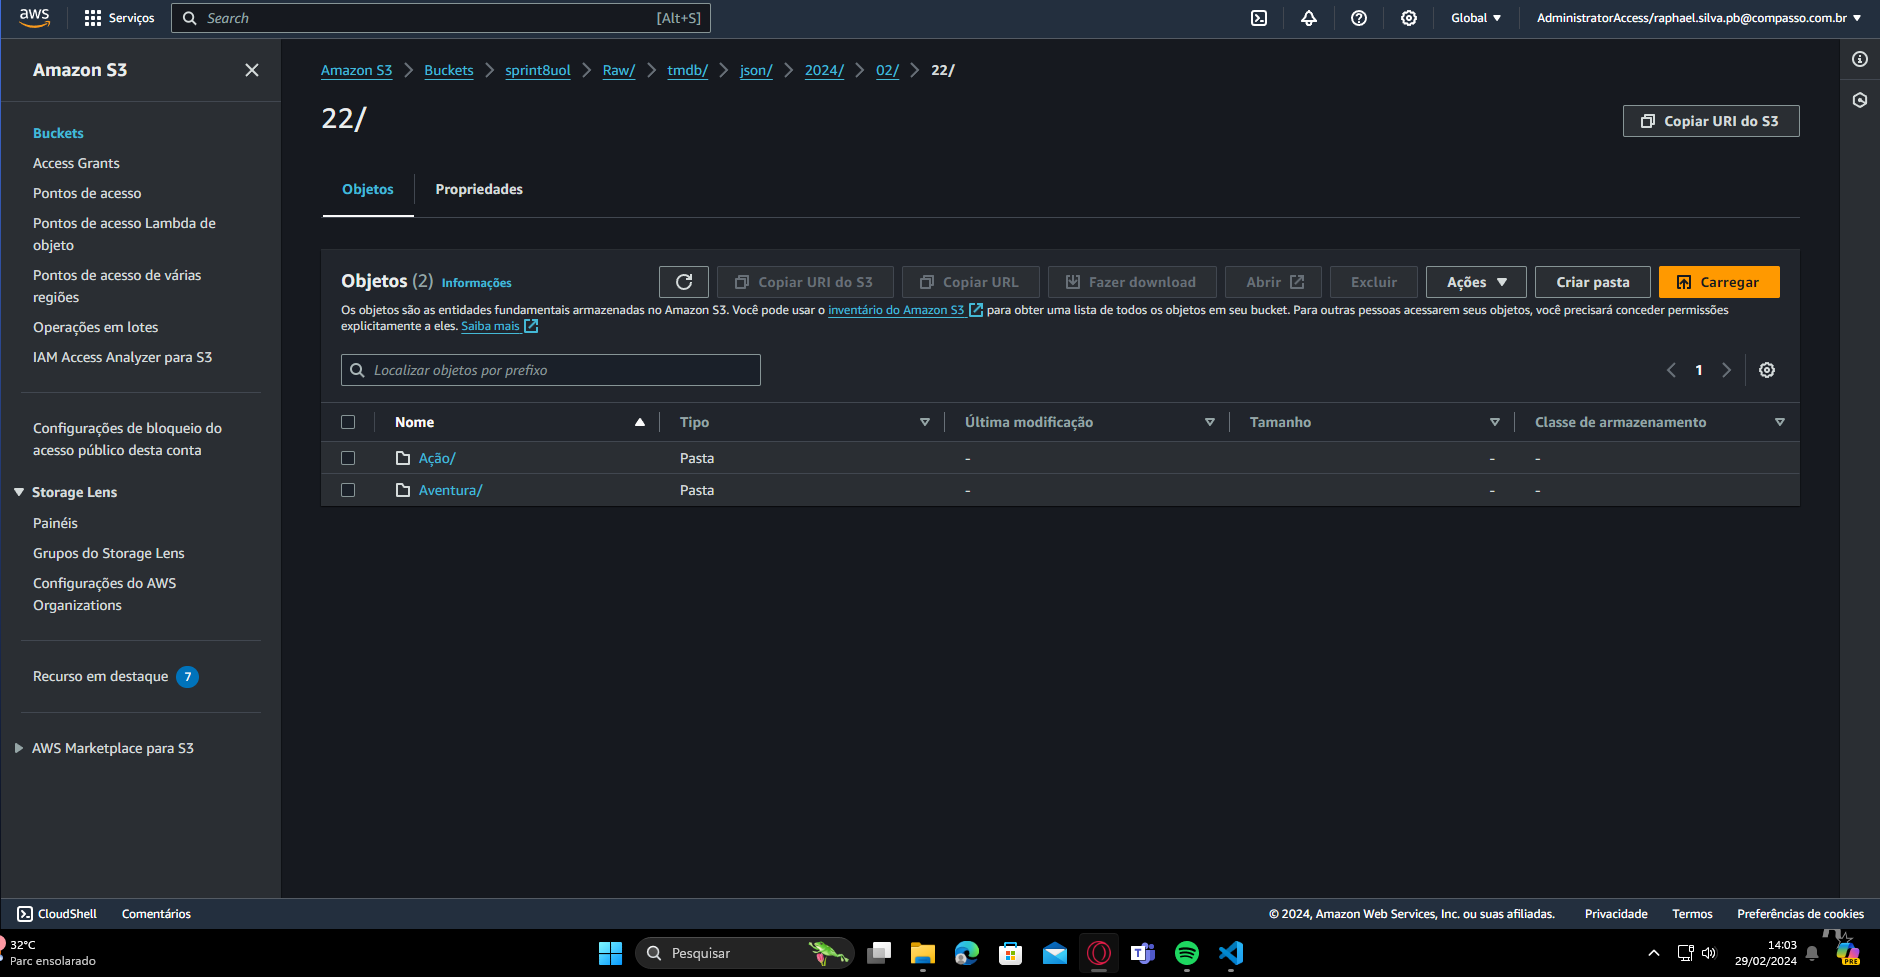 aws
Serviços
Search
[Alt+S]
Global
AdministratorAccess/raphael.silva.pb@compasso.com.br
Amazon S3
Buckets
Access Grants
Pontos de acesso
Pontos de acesso Lambda de
objeto
Pontos de acesso de várias
regiões
Operações em lotes
IAM Access Analyzer para S3
Configurações de bloqueio do
acesso público desta conta
Storage Lens
Painéis
Grupos do Storage Lens
Configurações do AWS
Organizations
Recurso em destaque 7
AWS Marketplace para S3
Amazon S3 Buckets sprint8uol Raw/ tmdb/ json/ 2024/ 02/ 22/
22/
Copiar URI do S3
Objetos
Propriedades
Objetos (2) Informações
Copiar URI do S3
Copiar URL
Fazer download
Abrir
Excluir
Ações
Criar pasta
Carregar
Os objetos são as entidades fundamentais armazenadas no Amazon S3. Você pode usar o inventário do Amazon S3 para obter uma lista de todos os objetos em seu bucket. Para outras pessoas acessarem seus objetos, você precisará conceder permissões
explicitamente a eles. Saiba mais
Localizar objetos por prefixo
1
Nome Tipo Última modificação Tamanho Classe de armazenamento
Ação/ Pasta - - -
Aventura/ Pasta - - -
CloudShell
Comentários
© 2024, Amazon Web Services, Inc. ou suas afiliadas.
Privacidade
Termos
Preferências de cookies
32°C
Parc ensolarado
Pesquisar
14:03
29/02/2024
PRE